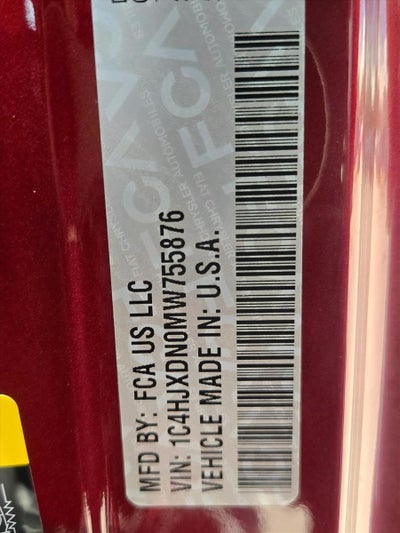 MFD BY: FCA US LLC
VIN: 1C4HJXDN0MW755876
VEHICLE MADE IN: U.S.A.